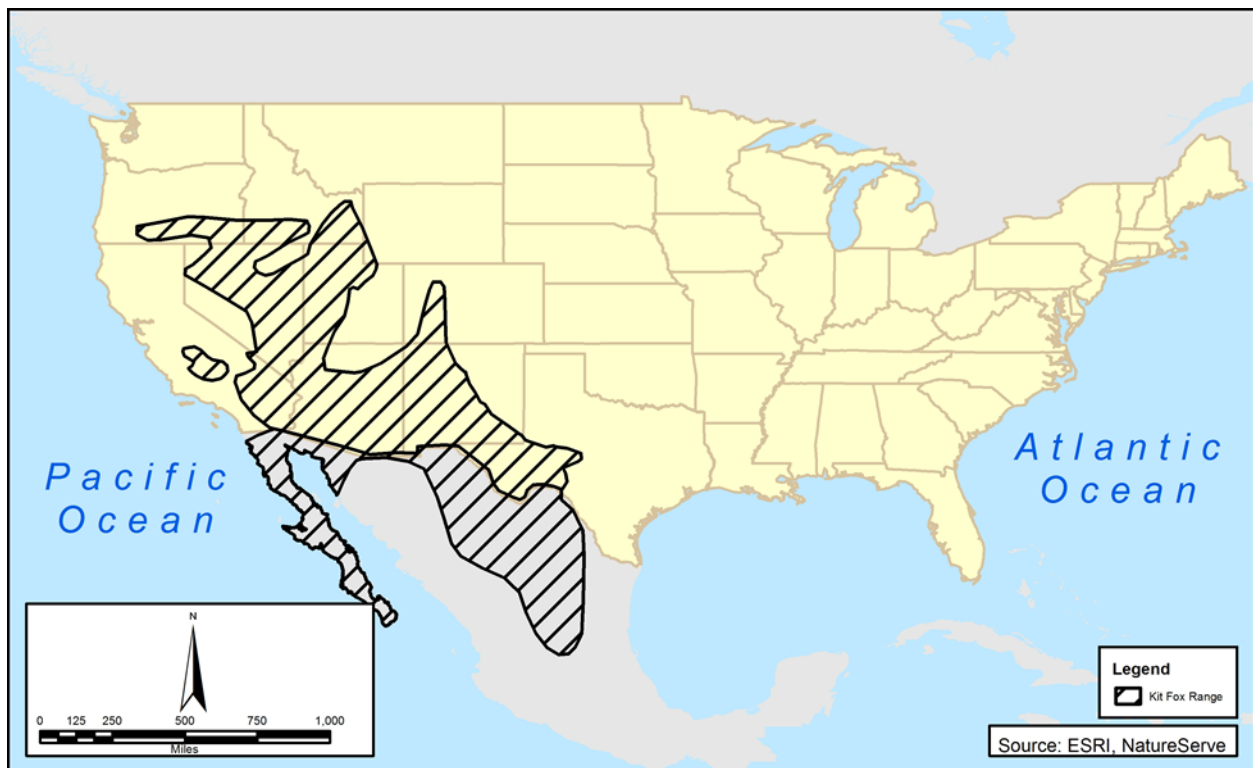 Pacific
Ocean
Atlantic
Ocean
N
0 125 250 500 750 1,000
Miles
Legend
Kit Fox Range
Source: ESRI, NatureServe